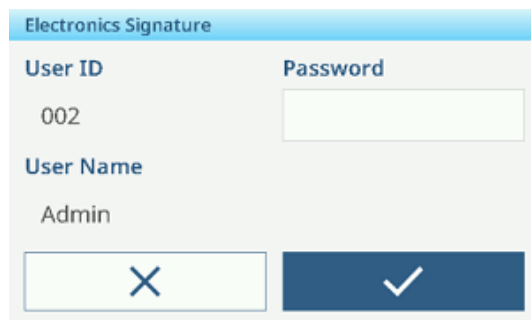 Electronics Signature
User ID
Password
002
User Name
Admin